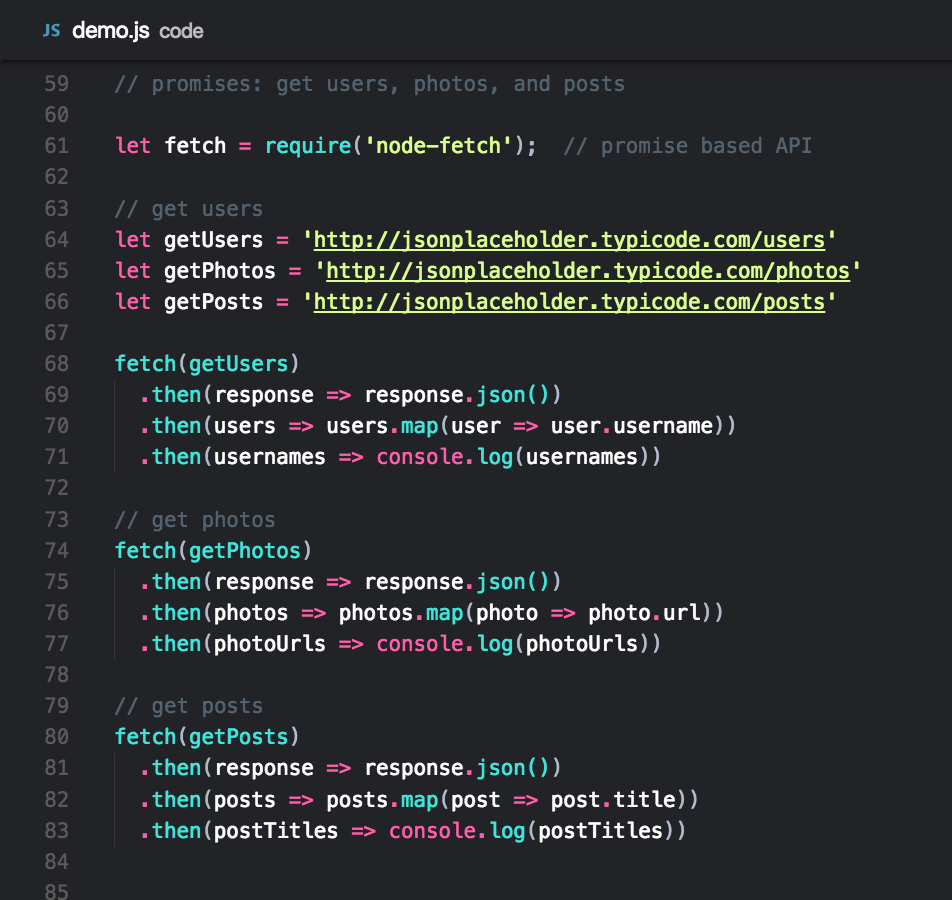 JS demo.js code
59 // promises: get users, photos, and posts
60
61 let fetch = require('node-fetch');  // promise based API
62
63 // get users
64 let getUsers = 'http://jsonplaceholder.typicode.com/users'
65 let getPhotos = 'http://jsonplaceholder.typicode.com/photos'
66 let getPosts = 'http://jsonplaceholder.typicode.com/posts'
67
68 fetch(getUsers)
69   .then(response => response.json())
70   .then(users => users.map(user => user.username))
71   .then(usernames => console.log(usernames))
72
73 // get photos
74 fetch(getPhotos)
75   .then(response => response.json())
76   .then(photos => photos.map(photo => photo.url))
77   .then(photoUrls => console.log(photoUrls))
78
79 // get posts
80 fetch(getPosts)
81   .then(response => response.json())
82   .then(posts => posts.map(post => post.title))
83   .then(postTitles => console.log(postTitles))
84
85